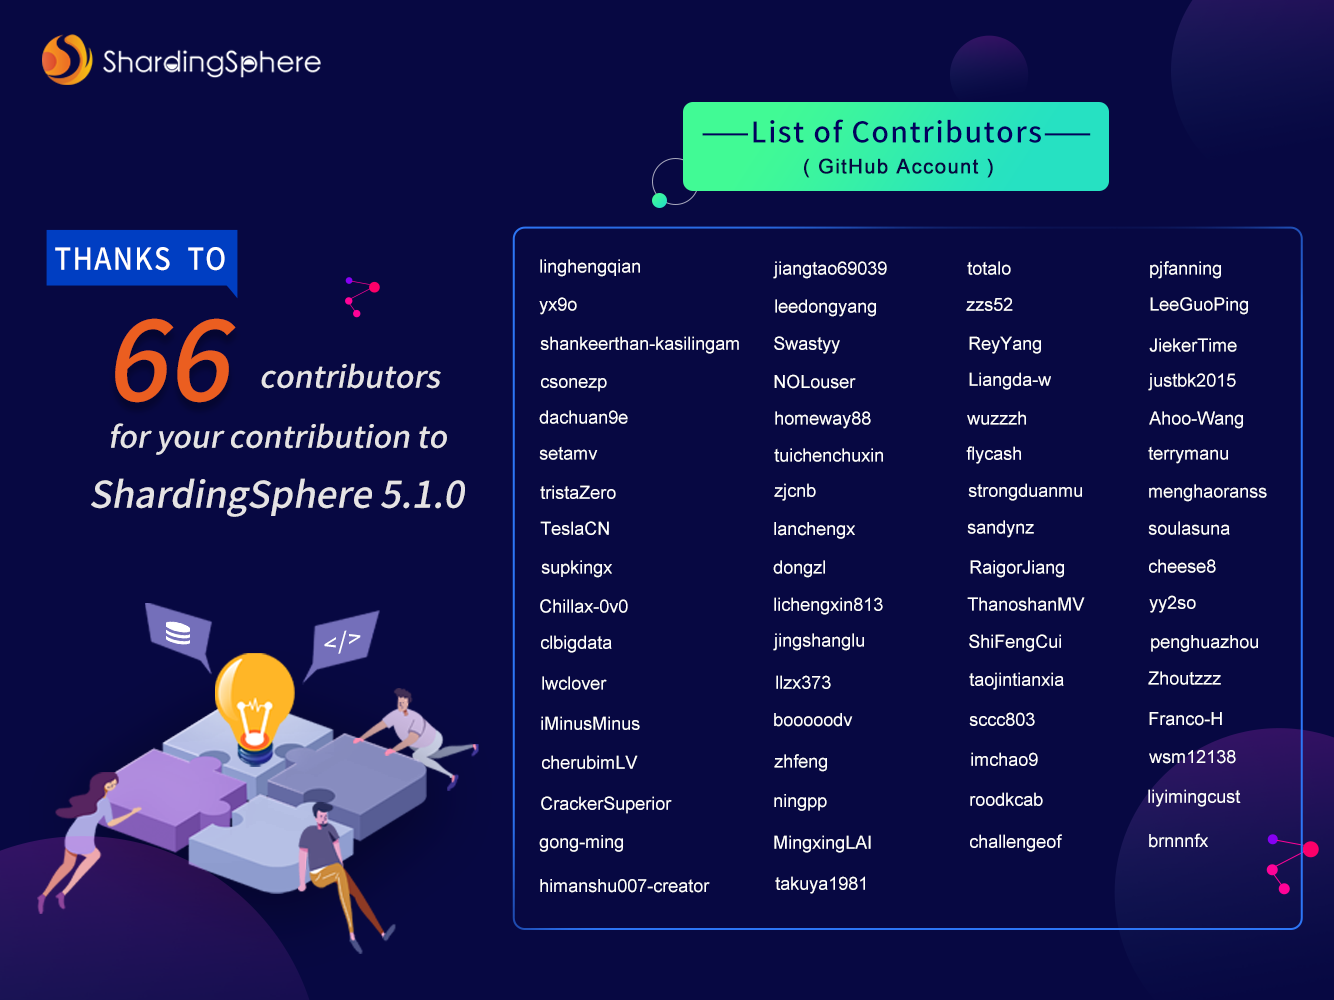 ShardingSphere
List of Contributors
( GitHub Account )
THANKS TO
66 contributors
for your contribution to
ShardingSphere 5.1.0
</>
linghengqian
yx9o
shankeerthan-kasilingam
csonezp
dachuan9e
setamv
tristaZero
TeslaCN
supkingx
Chillax-0v0
clbigdata
lwclover
iMinusMinus
cherubimLV
CrackerSuperior
gong-ming
himanshu007-creator
jiangtao69039
leedongyang
Swastyy
NOLouser
homeway88
tuichenchuxin
zjcnb
lanchengx
dongzl
lichengxin813
jingshanglu
llzx373
booooodv
zhfeng
ningpp
MingxingLAI
takuya1981
totalo
zzs52
ReyYang
Liangda-w
wuzzzh
flycash
strongduanmu
sandynz
RaigorJiang
ThanoshanMV
ShiFengCui
taojintianxia
sccc803
imchao9
roodkcab
challengeof
pjfanning
LeeGuoPing
JiekerTime
justbk2015
Ahoo-Wang
terrymanu
menghaoranss
soulasuna
cheese8
yy2so
penghuazhou
Zhoutzzz
Franco-H
wsm12138
liyimingcust
brnnnfx